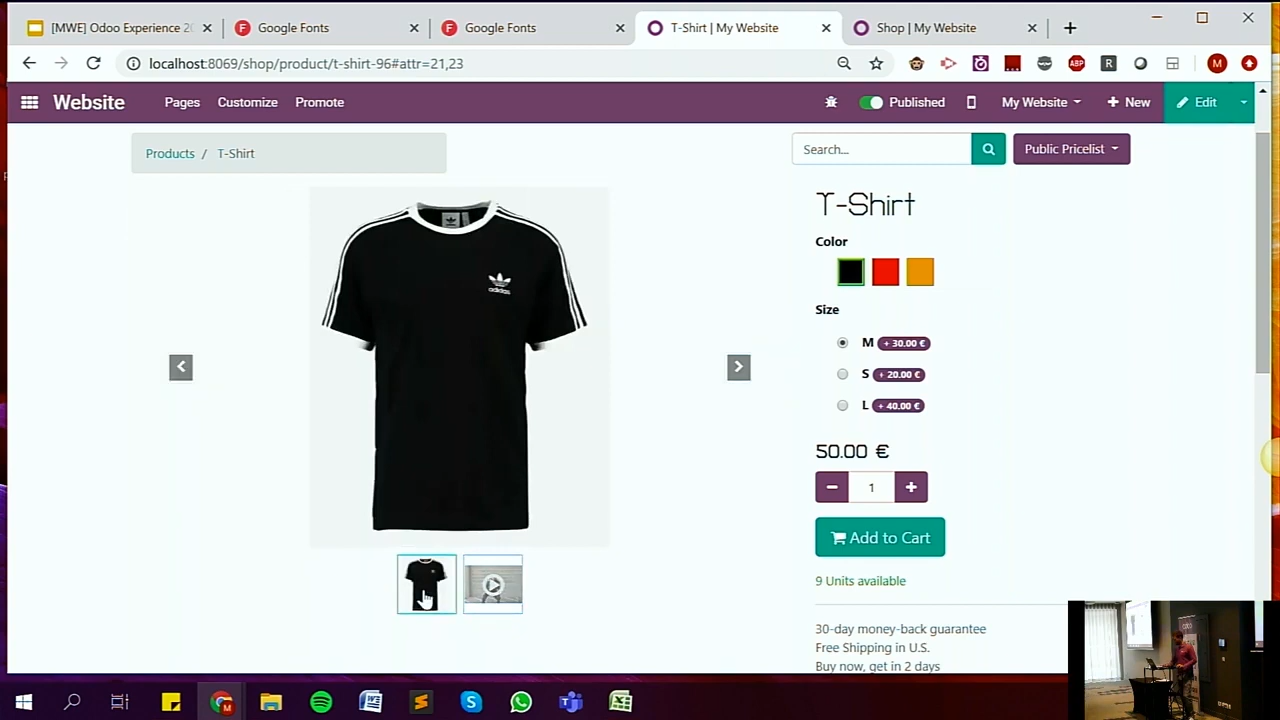 [MWE] Odoo Experience 20
Google Fonts
Google Fonts
T-Shirt | My Website
Shop | My Website
localhost:8069/shop/product/t-shirt-96#attr=21,23
ABP
R
M
Website
Pages
Customize
Promote
Published
My Website
New
Edit
Products / T-Shirt
Search...
Public Pricelist
adidas
T-Shirt
Color
Size
M + 30.00 €
S + 20.00 €
L + 40.00 €
50.00 €
1
Add to Cart
9 Units available
30-day money-back guarantee
Free Shipping in U.S.
Buy now, get in 2 days